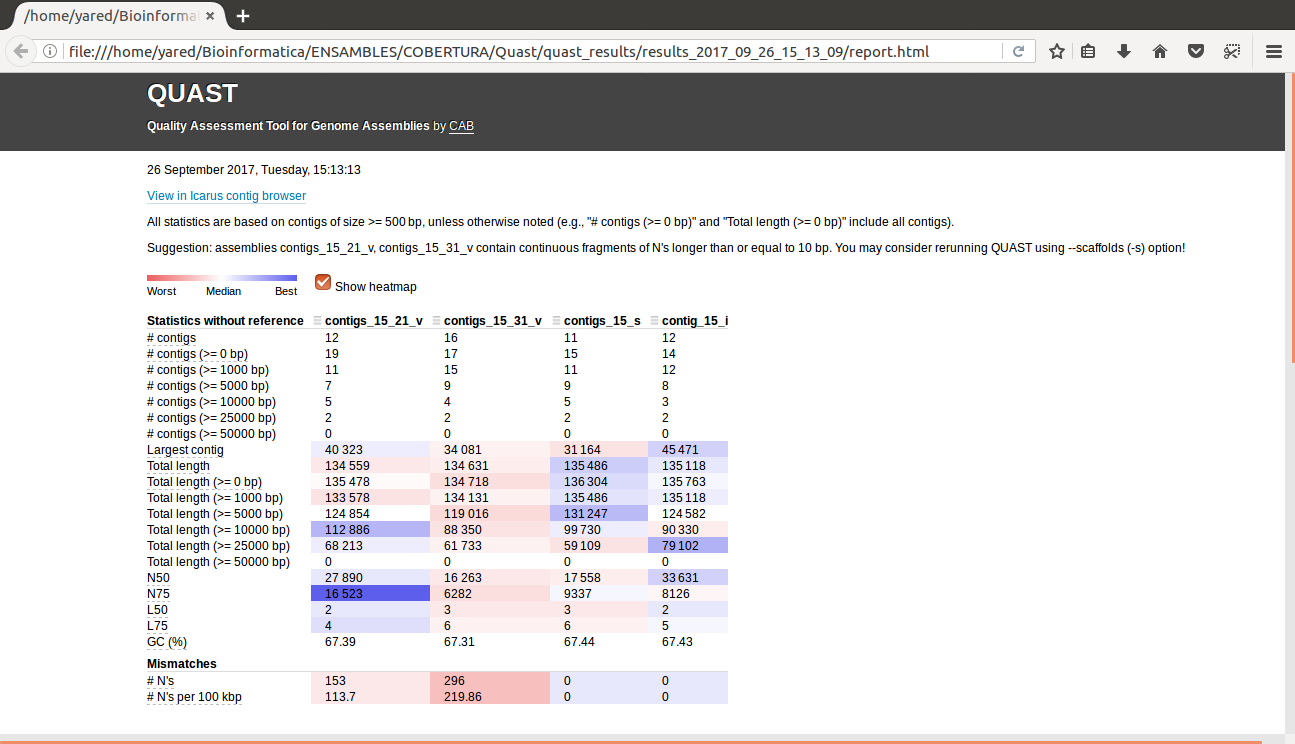 /home/yared/Bioinforma × +
file:///home/yared/Bioinformatica/ENSAMBLES/COBERTURA/Quast/quast_results/results_2017_09_26_15_13_09/report.html
QUAST
Quality Assessment Tool for Genome Assemblies by CAB
26 September 2017, Tuesday, 15:13:13
View in Icarus contig browser
All statistics are based on contigs of size >= 500 bp, unless otherwise noted (e.g., "# contigs (>= 0 bp)" and "Total length (>= 0 bp)" include all contigs).
Suggestion: assemblies contigs_15_21_v, contigs_15_31_v contain continuous fragments of N's longer than or equal to 10 bp. You may consider rerunning QUAST using --scaffolds (-s) option!
Worst Median Best Show heatmap
Statistics without reference contigs_15_21_v contigs_15_31_v contigs_15_s contig_15_i
# contigs 12 16 11 12
# contigs (>= 0 bp) 19 17 15 14
# contigs (>= 1000 bp) 11 15 11 12
# contigs (>= 5000 bp) 7 9 9 8
# contigs (>= 10000 bp) 5 4 5 3
# contigs (>= 25000 bp) 2 2 2 2
# contigs (>= 50000 bp) 0 0 0 0
Largest contig 40 323 34 081 31 164 45 471
Total length 134 559 134 631 135 486 135 118
Total length (>= 0 bp) 135 478 134 718 136 304 135 763
Total length (>= 1000 bp) 133 578 134 131 135 486 135 118
Total length (>= 5000 bp) 124 854 119 016 131 247 124 582
Total length (>= 10000 bp) 112 886 88 350 99 730 90 330
Total length (>= 25000 bp) 68 213 61 733 59 109 79 102
Total length (>= 50000 bp) 0 0 0 0
N50 27 890 16 263 17 558 33 631
N75 16 523 6282 9337 8126
L50 2 3 3 2
L75 4 6 6 5
GC (%) 67.39 67.31 67.44 67.43
Mismatches
# N's 153 296 0 0
# N's per 100 kbp 113.7 219.86 0 0